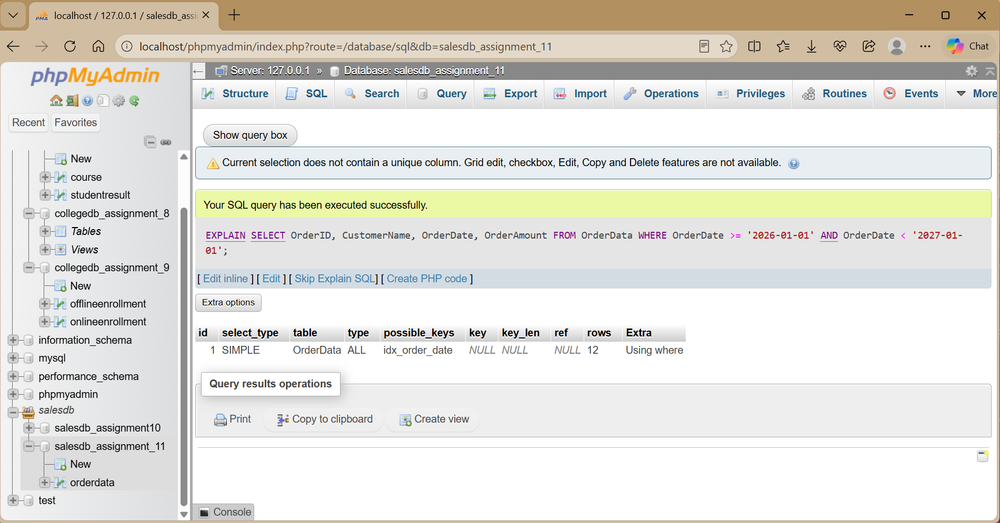 localhost / 127.0.0.1 / salesdb_assi
localhost/phpmyadmin/index.php?route=/database/sql&db=salesdb_assignment_11
Chat
phpMyAdmin
Recent
Favorites
New
course
studentresult
collegedb_assignment_8
Tables
Views
collegedb_assignment_9
New
offlineenrollment
onlineenrollment
information_schema
mysql
performance_schema
phpmyadmin
salesdb
salesdb_assignment10
salesdb_assignment_11
New
orderdata
test
Server: 127.0.0.1 » Database: salesdb_assignment_11
Structure SQL Search Query Export Import Operations Privileges Routines Events More
Show query box
Current selection does not contain a unique column. Grid edit, checkbox, Edit, Copy and Delete features are not available.
Your SQL query has been executed successfully.
EXPLAIN SELECT OrderID, CustomerName, OrderDate, OrderAmount FROM OrderData WHERE OrderDate >= '2026-01-01' AND OrderDate < '2027-01-
01';
[ Edit inline ] [ Edit ] [ Skip Explain SQL] [ Create PHP code ]
Extra options
id select_type table type possible_keys key key_len ref rows Extra
1 SIMPLE OrderData ALL idx_order_date NULL NULL NULL 12 Using where
Query results operations
Print Copy to clipboard Create view
Console